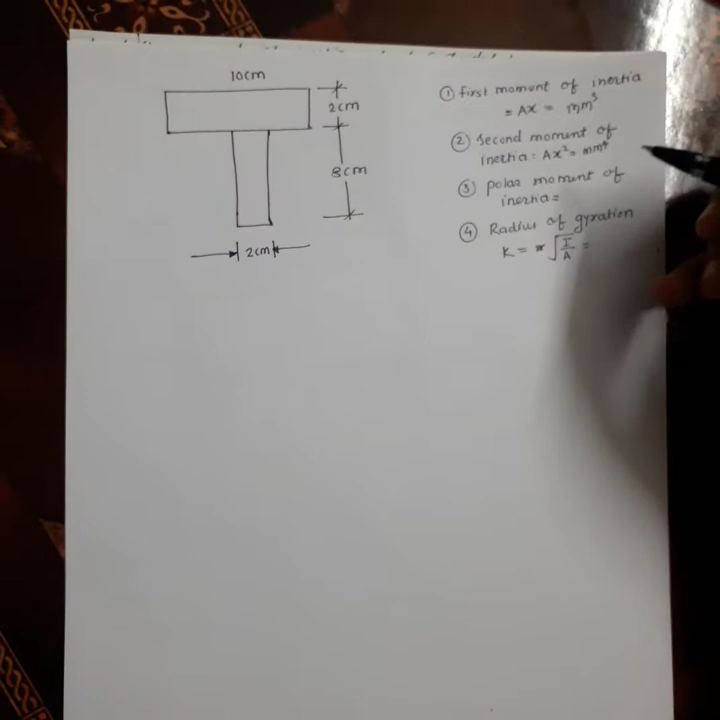 10cm
2cm
8cm
2cm
① first moment of inertia
= AX = mm³
② second moment of
inertia = AX² = mm⁴
③ polar moment of
inertia =
④ Radius of gyration
K = √I/A =